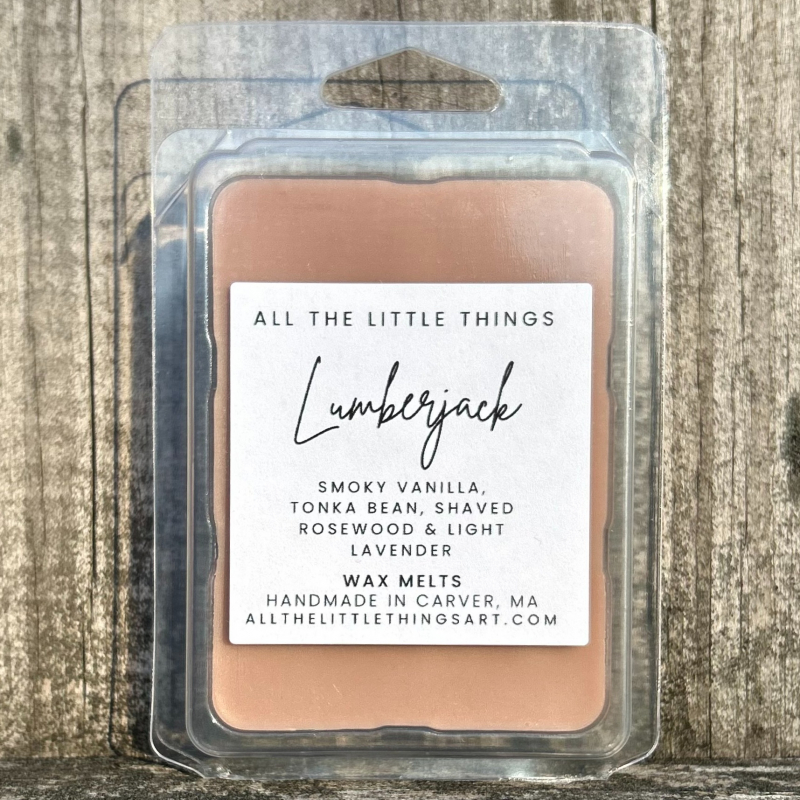 ALL THE LITTLE THINGS
Lumberjack
SMOKY VANILLA,
TONKA BEAN, SHAVED
ROSEWOOD & LIGHT
LAVENDER
WAX MELTS
HANDMADE IN CARVER, MA
ALLTHELITTLETHINGSART.COM